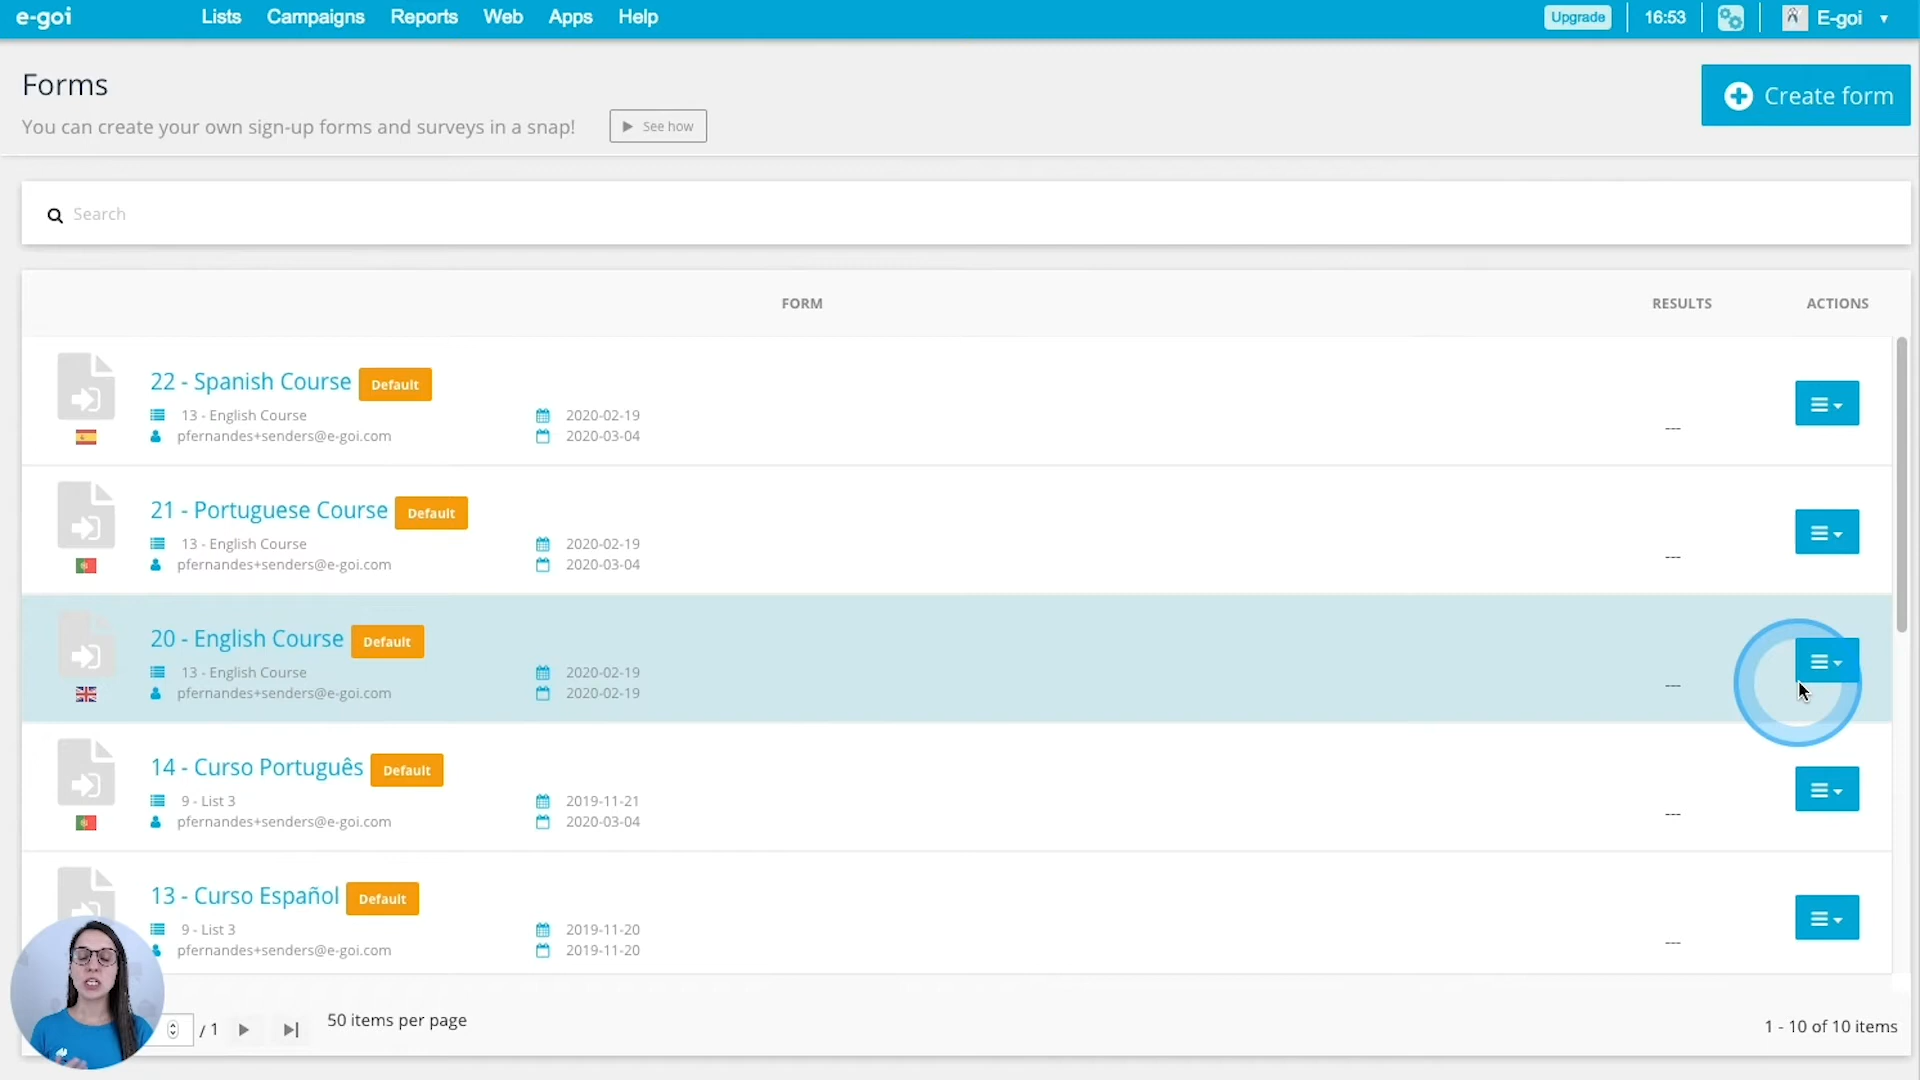 e-goi Lists Campaigns Reports Web Apps Help Upgrade 16:53 E-goi
Forms
You can create your own sign-up forms and surveys in a snap! See how
Create form
Search
FORM RESULTS ACTIONS
22 - Spanish Course Default
13 - English Course 2020-02-19
pfernandes+senders@e-goi.com 2020-03-04
---
21 - Portuguese Course Default
13 - English Course 2020-02-19
pfernandes+senders@e-goi.com 2020-03-04
---
20 - English Course Default
13 - English Course 2020-02-19
pfernandes+senders@e-goi.com 2020-02-19
---
14 - Curso Português Default
9 - List 3 2019-11-21
pfernandes+senders@e-goi.com 2020-03-04
---
13 - Curso Español Default
9 - List 3 2019-11-20
pfernandes+senders@e-goi.com 2019-11-20
---
/ 1 50 items per page 1 - 10 of 10 items